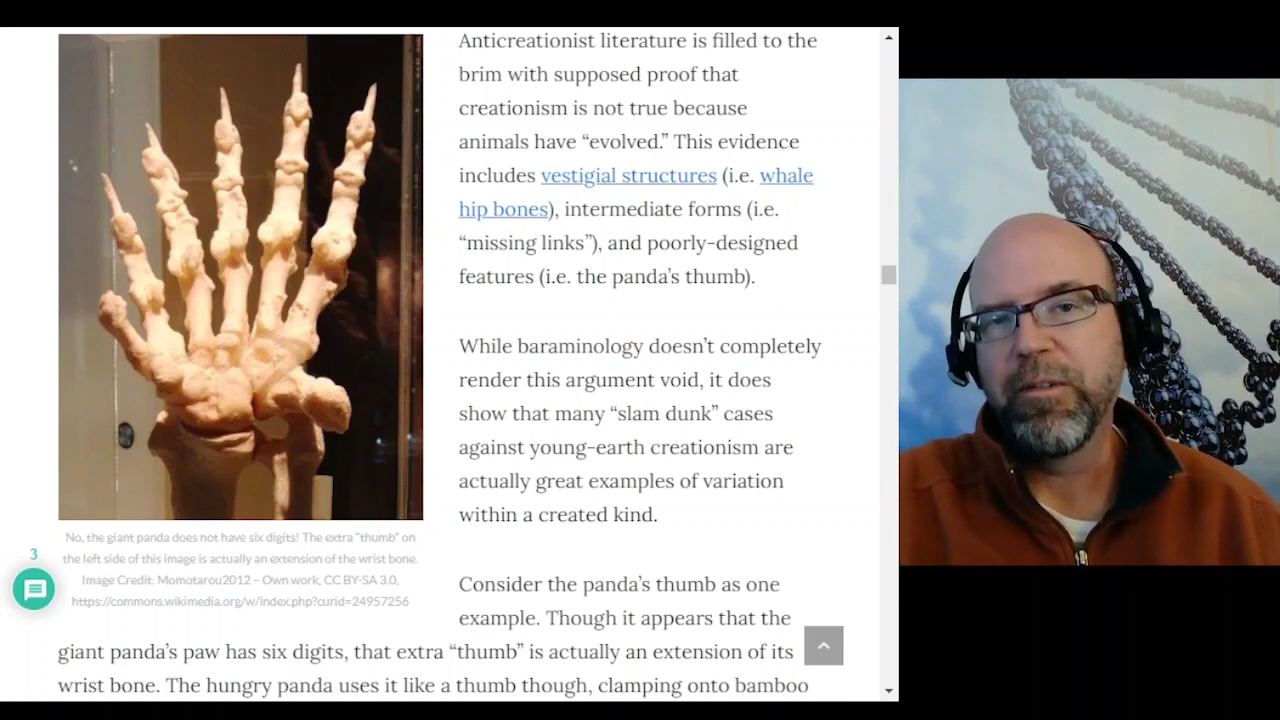 Anticreationist literature is filled to the
brim with supposed proof that
creationism is not true because
animals have “evolved.” This evidence
includes vestigial structures (i.e. whale
hip bones), intermediate forms (i.e.
“missing links”), and poorly-designed
features (i.e. the panda’s thumb).
While baraminology doesn’t completely
render this argument void, it does
show that many “slam dunk” cases
against young-earth creationism are
actually great examples of variation
within a created kind.
No, the giant panda does not have six digits! The extra “thumb” on
the left side of this image is actually an extension of the wrist bone.
Image Credit: Momotarou2012 – Own work, CC BY-SA 3.0,
https://commons.wikimedia.org/w/index.php?curid=24957256
3
Consider the panda’s thumb as one
example. Though it appears that the
giant panda’s paw has six digits, that extra “thumb” is actually an extension of its
wrist bone. The hungry panda uses it like a thumb though, clamping onto bamboo